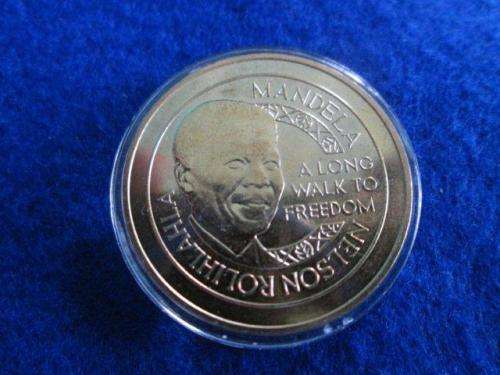 NELSON ROLIHLAHLA
MANDELA
A LONG
WALK TO
FREEDOM